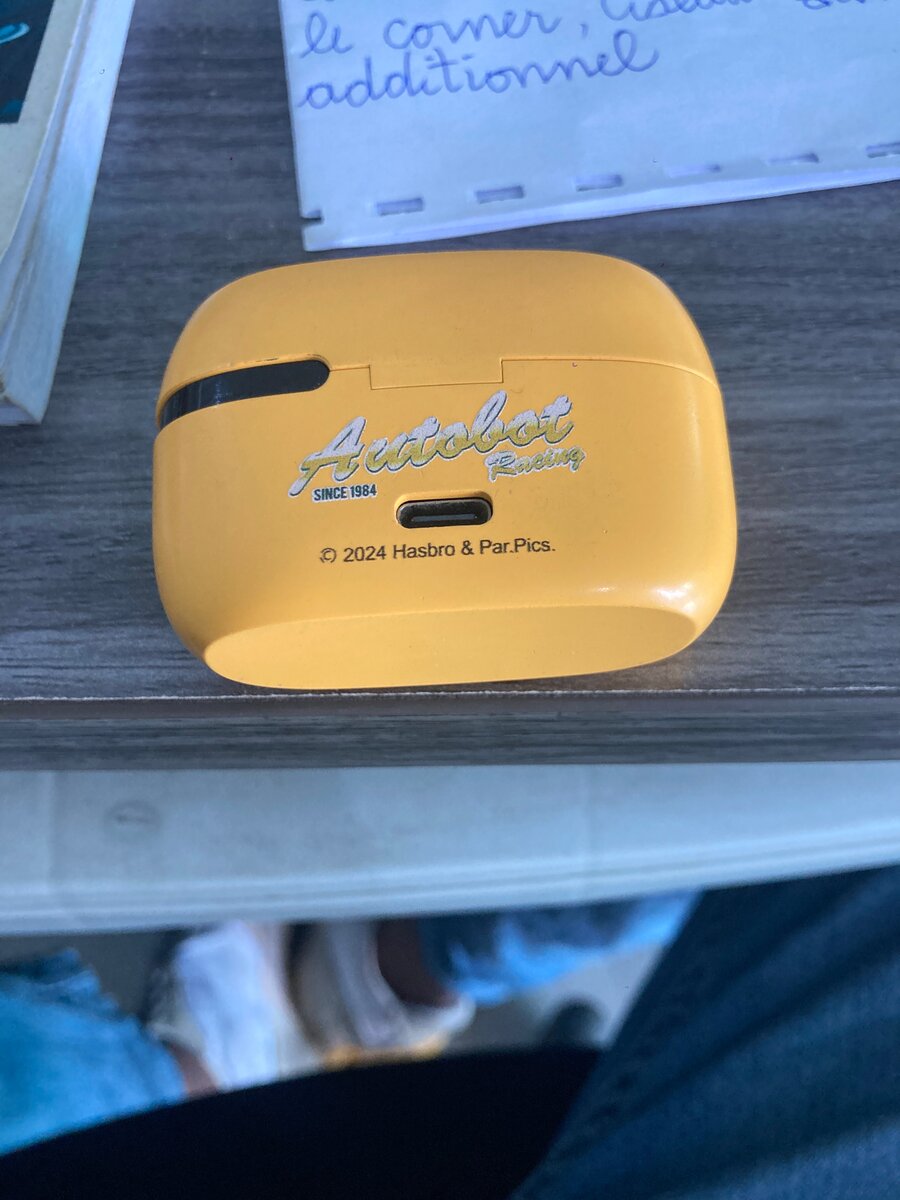 le corner,
additionnel
Autobot
Racing
SINCE 1984
© 2024 Hasbro & Par.Pics.